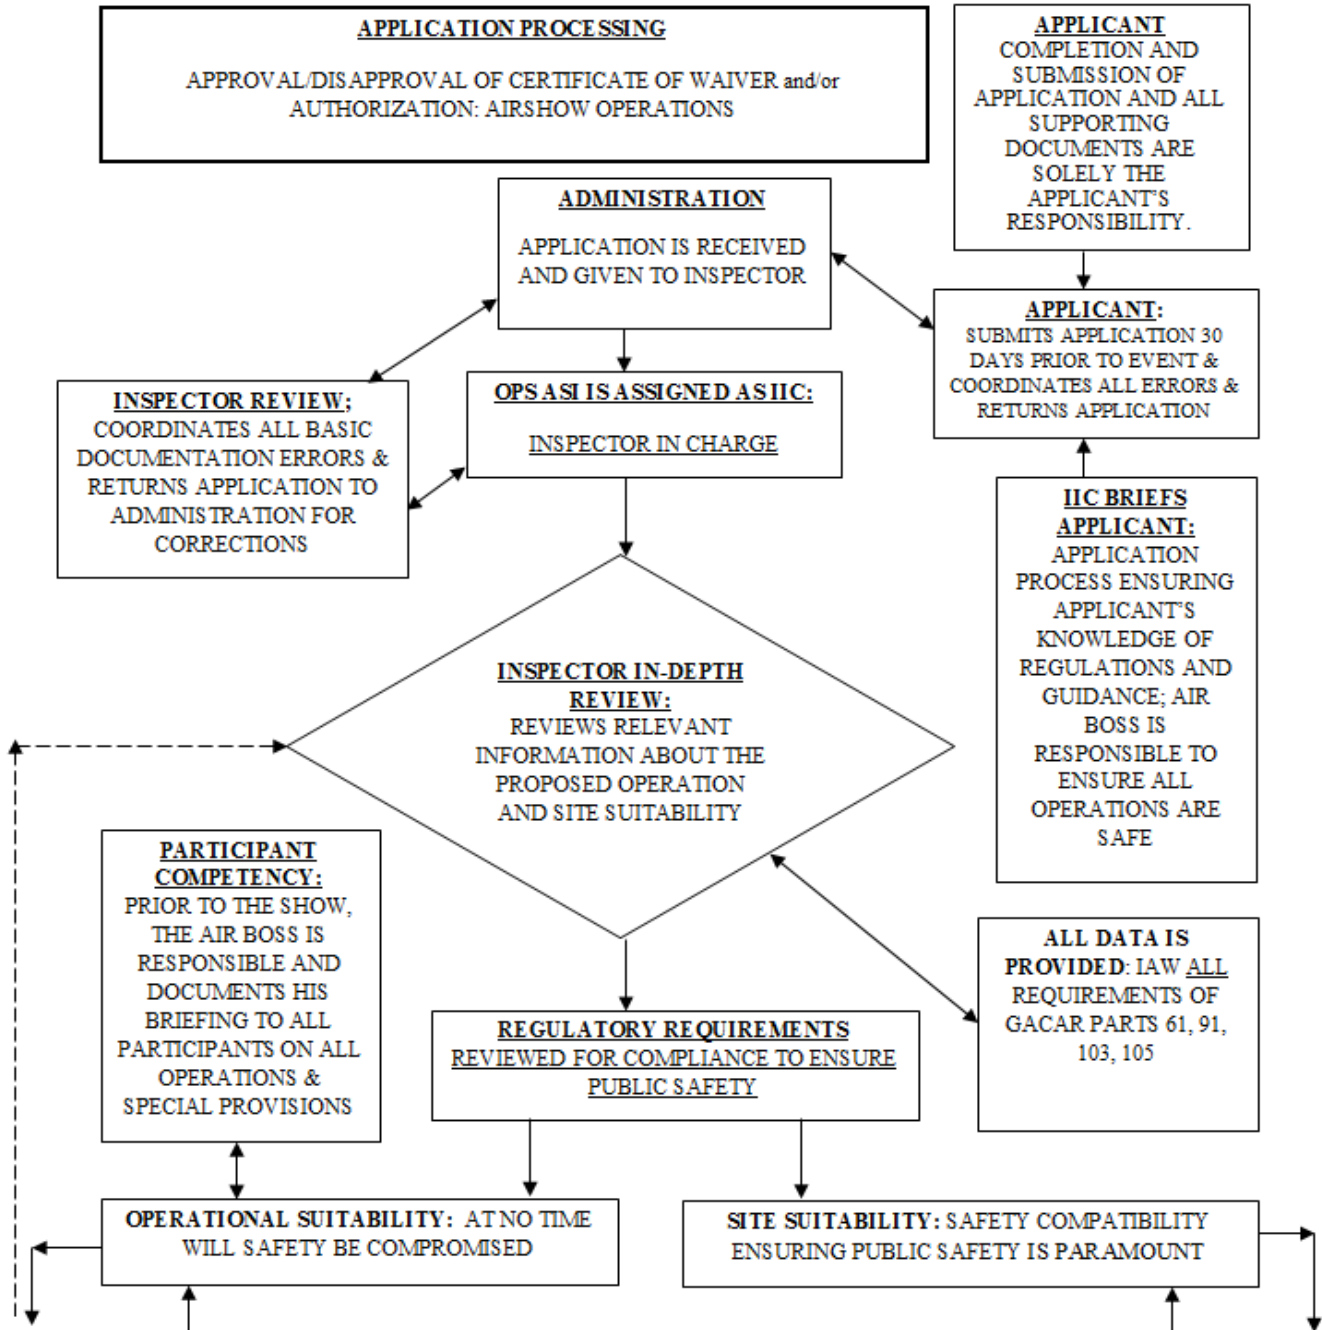 APPLICATION PROCESSING
APPROVAL/DISAPPROVAL OF CERTIFICATE OF WAIVER and/or
AUTHORIZATION: AIRSHOW OPERATIONS
APPLICANT
COMPLETION AND
SUBMISSION OF
APPLICATION AND ALL
SUPPORTING
DOCUMENTS ARE
SOLELY THE
APPLICANT'S
RESPONSIBILITY.
ADMINISTRATION
APPLICATION IS RECEIVED
AND GIVEN TO INSPECTOR
APPLICANT:
SUBMITS APPLICATION 30
DAYS PRIOR TO EVENT &
COORDINATES ALL ERRORS &
RETURNS APPLICATION
INSPECTOR REVIEW;
COORDINATES ALL BASIC
DOCUMENTATION ERRORS &
RETURNS APPLICATION TO
ADMINISTRATION FOR
CORRECTIONS
OPS ASI IS ASSIGNED AS IIC:
INSPECTOR IN CHARGE
IIC BRIEFS
APPLICANT:
APPLICATION
PROCESS ENSURING
APPLICANT'S
KNOWLEDGE OF
REGULATIONS AND
GUIDANCE; AIR
BOSS IS
RESPONSIBLE TO
ENSURE ALL
OPERATIONS ARE
SAFE
INSPECTOR IN-DEPTH
REVIEW:
REVIEWS RELEVANT
INFORMATION ABOUT THE
PROPOSED OPERATION
AND SITE SUITABILITY
PARTICIPANT
COMPETENCY:
PRIOR TO THE SHOW,
THE AIR BOSS IS
RESPONSIBLE AND
DOCUMENTS HIS
BRIEFING TO ALL
PARTICIPANTS ON ALL
OPERATIONS &
SPECIAL PROVISIONS
ALL DATA IS
PROVIDED: IAW ALL
REQUIREMENTS OF
GACAR PARTS 61, 91,
103, 105
REGULATORY REQUIREMENTS
REVIEWED FOR COMPLIANCE TO ENSURE
PUBLIC SAFETY
OPERATIONAL SUITABILITY: AT NO TIME
WILL SAFETY BE COMPROMISED
SITE SUITABILITY: SAFETY COMPATIBILITY
ENSURING PUBLIC SAFETY IS PARAMOUNT